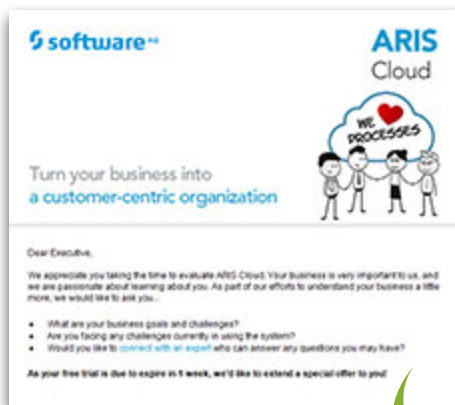 software AG
ARIS
Cloud
WE ❤
PROCESSES
Turn your business into
a customer-centric organization
Dear Executive,
We appreciate you taking the time to evaluate ARIS Cloud. Your business is very important to us, and
we are passionate about learning about you. As part of our efforts to understand your business a little
more, we would like to ask you...
• What are your business goals and challenges?
• Are you facing any challenges currently in using the system?
• Would you like to connect with an expert who can answer any questions you may have?
As your free trial is due to expire in 1 week, we'd like to extend a special offer to you!